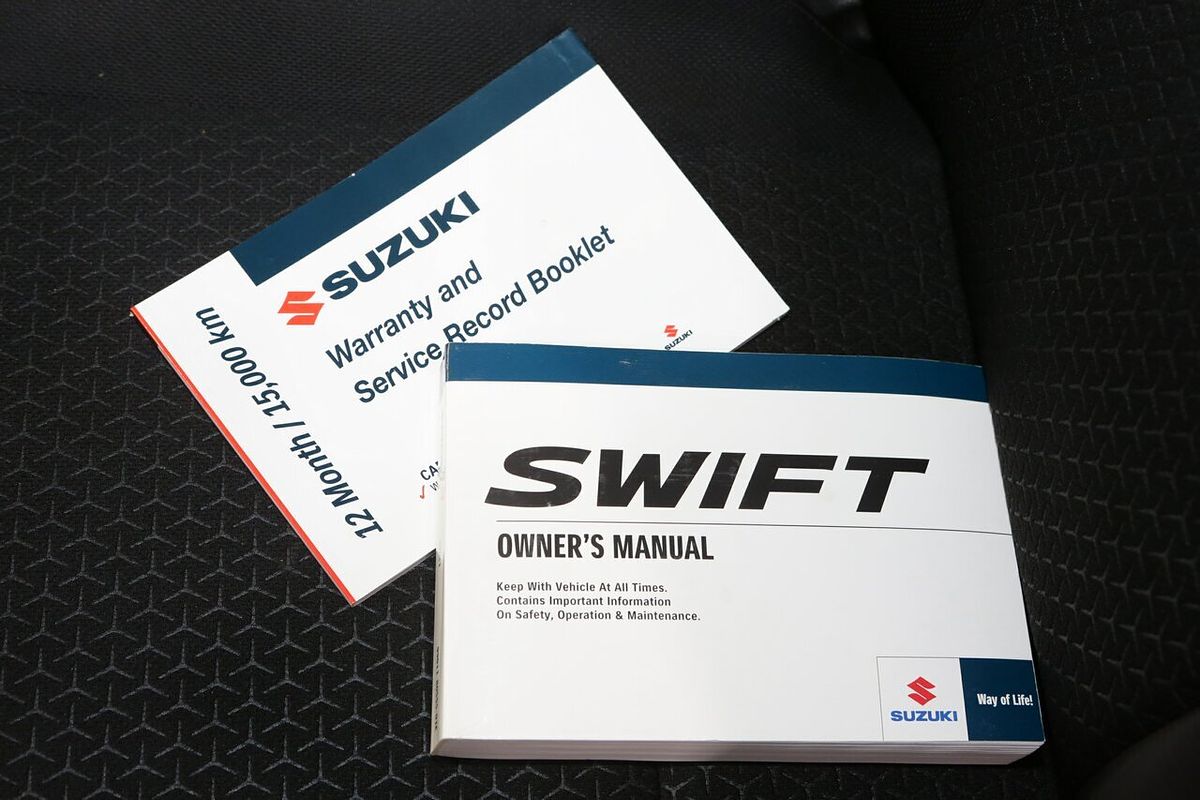 SUZUKI
Warranty and
Service Record Booklet
12 Month / 15,000 km
SUZUKI
SWIFT
OWNER'S MANUAL
Keep With Vehicle At All Times.
Contains Important Information
On Safety, Operation & Maintenance.
SUZUKI
Way of Life!